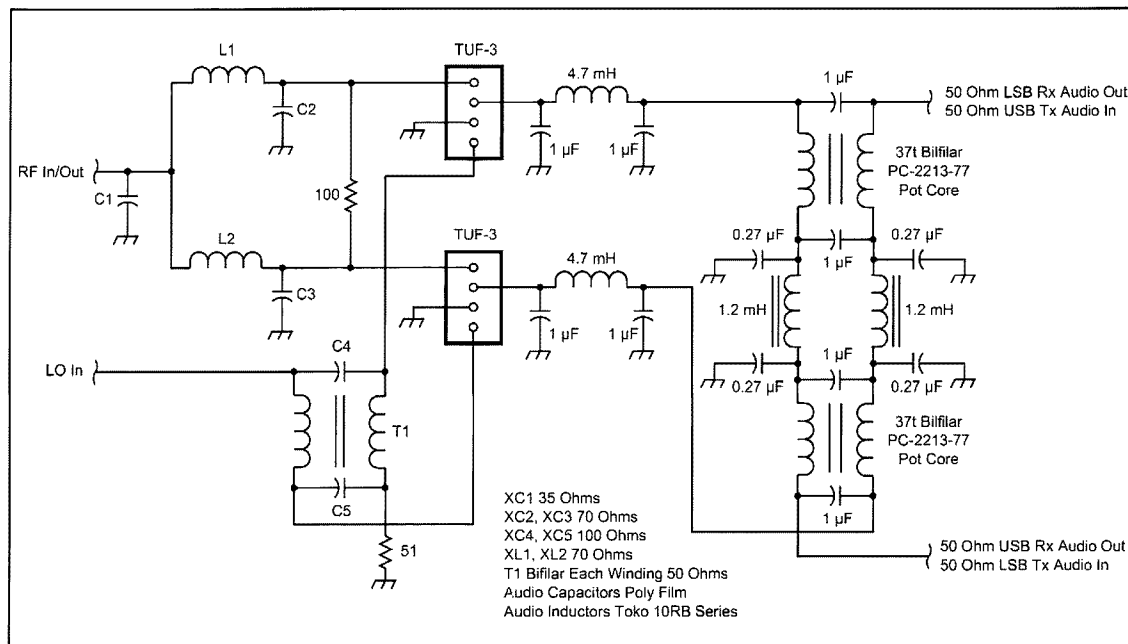 L1
TUF-3
4.7 mH
1 µF
50 Ohm LSB Rx Audio Out
50 Ohm USB Tx Audio In
C2
1 µF
1 µF
37t Bilfilar
PC-2213-77
Pot Core
RF In/Out
C1
100
L2
TUF-3
0.27 µF
1 µF
0.27 µF
4.7 mH
C3
1.2 mH
1.2 mH
1 µF
1 µF
LO In
C4
0.27 µF
1 µF
0.27 µF
T1
37t Bilfilar
PC-2213-77
Pot Core
C5
1 µF
51
XC1 35 Ohms
XC2, XC3 70 Ohms
XC4, XC5 100 Ohms
XL1, XL2 70 Ohms
T1 Bifilar Each Winding 50 Ohms
Audio Capacitors Poly Film
Audio Inductors Toko 10RB Series
50 Ohm USB Rx Audio Out
50 Ohm LSB Tx Audio In